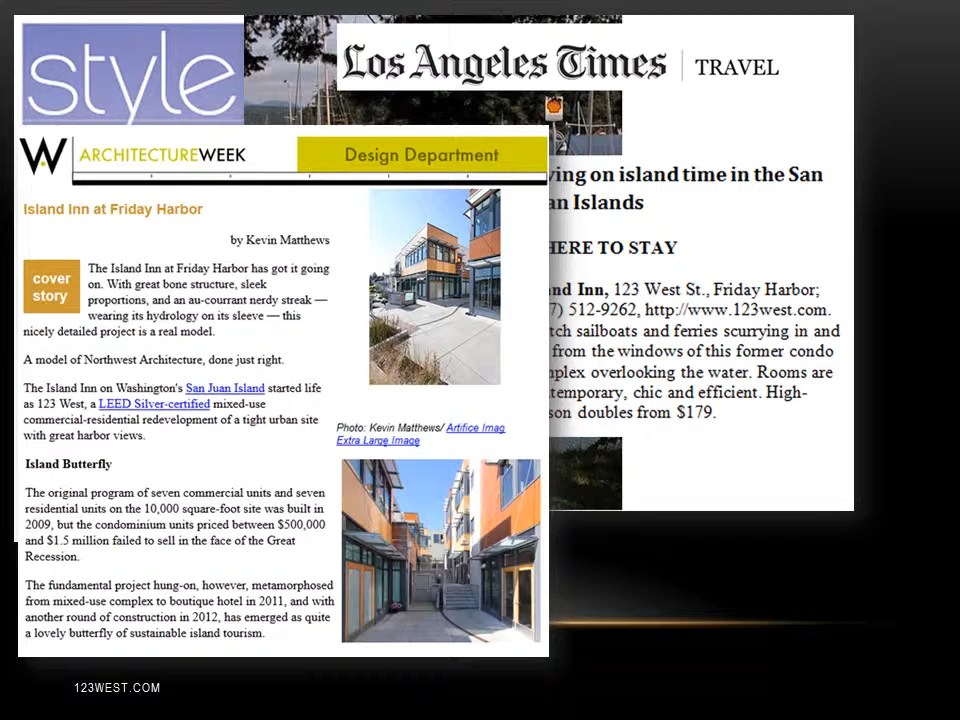 style
Los Angeles Times | TRAVEL
W ARCHITECTUREWEEK
Design Department
Island Inn at Friday Harbor
by Kevin Matthews
cover
story
The Island Inn at Friday Harbor has got it going
on. With great bone structure, sleek
proportions, and an au-courrant nerdy streak —
wearing its hydrology on its sleeve — this
nicely detailed project is a real model.
A model of Northwest Architecture, done just right.
The Island Inn on Washington's San Juan Island started life
as 123 West, a LEED Silver-certified mixed-use
commercial-residential redevelopment of a tight urban site
with great harbor views.
Island Butterfly
The original program of seven commercial units and seven
residential units on the 10,000 square-foot site was built in
2009, but the condominium units priced between $500,000
and $1.5 million failed to sell in the face of the Great
Recession.
The fundamental project hung-on, however, metamorphosed
from mixed-use complex to boutique hotel in 2011, and with
another round of construction in 2012, has emerged as quite
a lovely butterfly of sustainable island tourism.
Photo: Kevin Matthews/ Artifice Imag
Extra Large Image
ving on island time in the San
an Islands
HERE TO STAY
nd Inn, 123 West St., Friday Harbor;
7) 512-9262, http://www.123west.com.
tch sailboats and ferries scurrying in and
from the windows of this former condo
nplex overlooking the water. Rooms are
temporary, chic and efficient. High-
son doubles from $179.
123WEST.COM